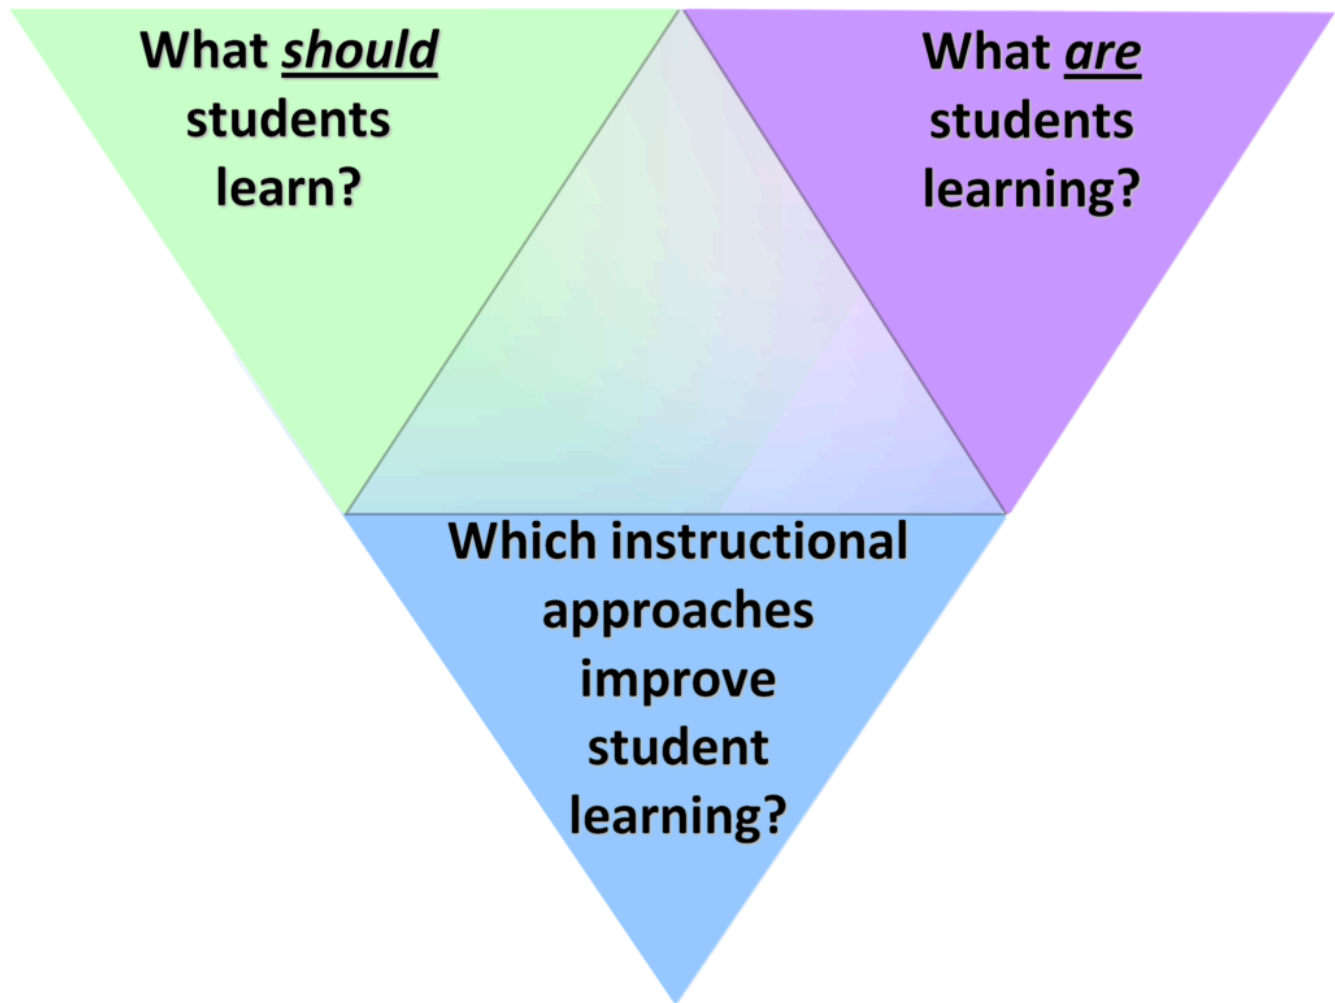 What should
students
learn?
What are
students
learning?
Which instructional
approaches
improve
student
learning?